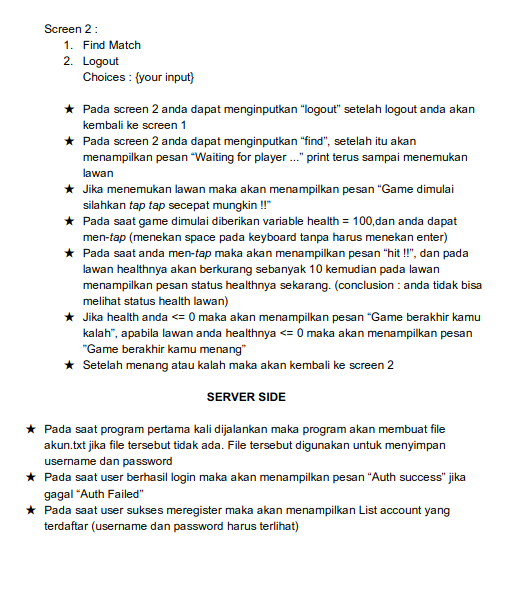 Screen 2 :
1. Find Match
2. Logout
Choices : {your input}
★ Pada screen 2 anda dapat menginputkan “logout” setelah logout anda akan
kembali ke screen 1
★ Pada screen 2 anda dapat menginputkan “find”, setelah itu akan
menampilkan pesan “Waiting for player ...” print terus sampai menemukan
lawan
★ Jika menemukan lawan maka akan menampilkan pesan “Game dimulai
silahkan tap tap secepat mungkin !!”
★ Pada saat game dimulai diberikan variable health = 100,dan anda dapat
men-tap (menekan space pada keyboard tanpa harus menekan enter)
★ Pada saat anda men-tap maka akan menampilkan pesan “hit !!”, dan pada
lawan healthnya akan berkurang sebanyak 10 kemudian pada lawan
menampilkan pesan status healthnya sekarang. (conclusion : anda tidak bisa
melihat status health lawan)
★ Jika health anda <= 0 maka akan menampilkan pesan “Game berakhir kamu
kalah”, apabila lawan anda healthnya <= 0 maka akan menampilkan pesan
”Game berakhir kamu menang”
★ Setelah menang atau kalah maka akan kembali ke screen 2
SERVER SIDE
★ Pada saat program pertama kali dijalankan maka program akan membuat file
akun.txt jika file tersebut tidak ada. File tersebut digunakan untuk menyimpan
username dan password
★ Pada saat user berhasil login maka akan menampilkan pesan “Auth success” jika
gagal “Auth Failed”
★ Pada saat user sukses meregister maka akan menampilkan List account yang
terdaftar (username dan password harus terlihat)